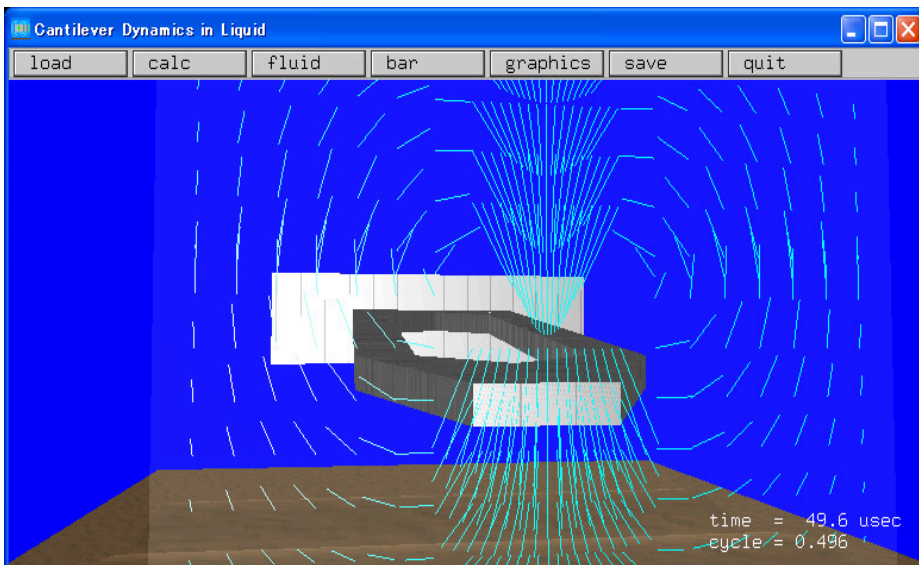 Cantilever Dynamics in Liquid
load calc fluid bar graphics save quit
time = 49.6 usec
cycle = 0.496